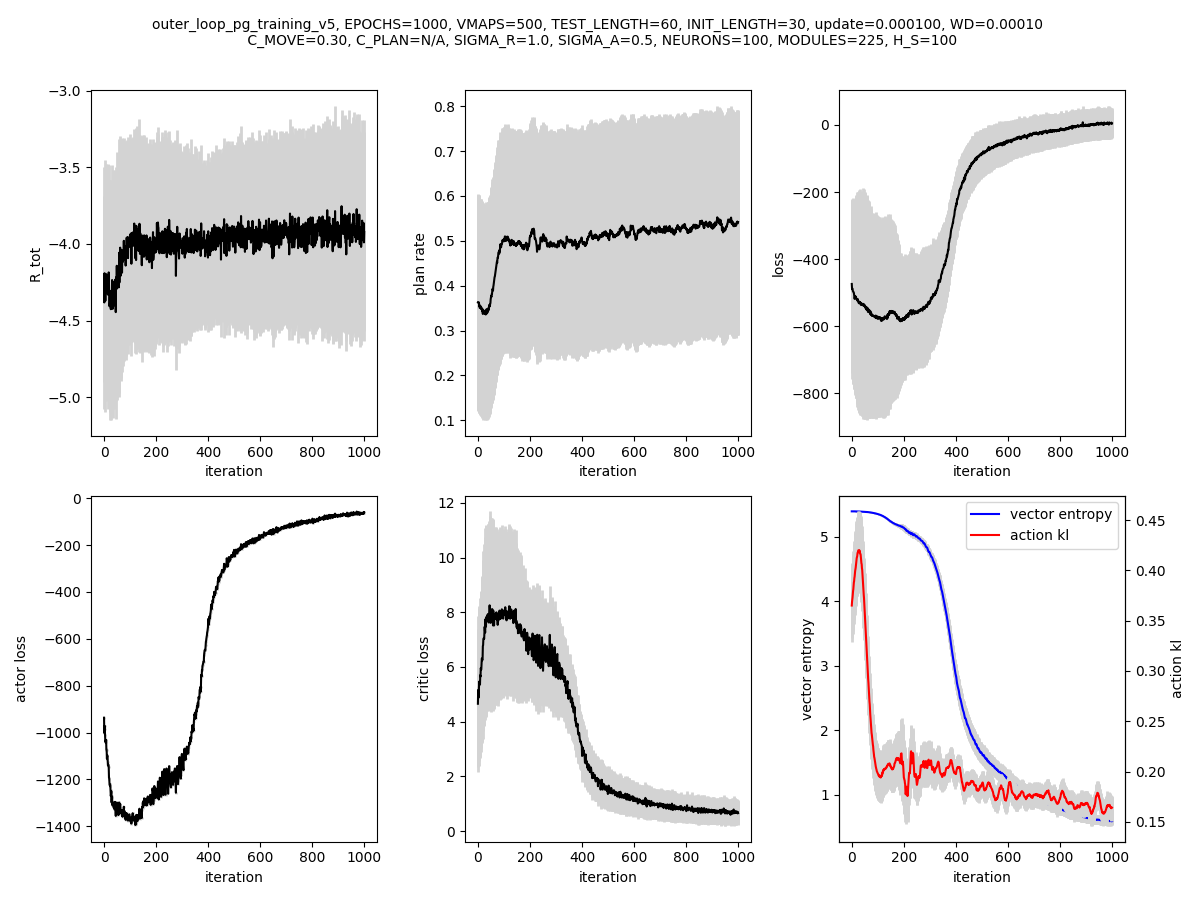 outer_loop_pg_training_v5, EPOCHS=1000, VMAPS=500, TEST_LENGTH=60, INIT_LENGTH=30, update=0.000100, WD=0.00010
C_MOVE=0.30, C_PLAN=N/A, SIGMA_R=1.0, SIGMA_A=0.5, NEURONS=100, MODULES=225, H_S=100
R_tot
−3.0
−3.5
−4.0
−4.5
−5.0
0 200 400 600 800 1000
iteration
plan rate
0.8
0.7
0.6
0.5
0.4
0.3
0.2
0.1
0 200 400 600 800 1000
iteration
loss
0
−200
−400
−600
−800
0 200 400 600 800 1000
iteration
actor loss
0
−200
−400
−600
−800
−1000
−1200
−1400
0 200 400 600 800 1000
iteration
critic loss
12
10
8
6
4
2
0
0 200 400 600 800 1000
iteration
vector entropy
5
4
3
2
1
vector entropy
action kl
0.45
0.40
0.35
0.30
0.25
0.20
0.15
action kl
0 200 400 600 800 1000
iteration